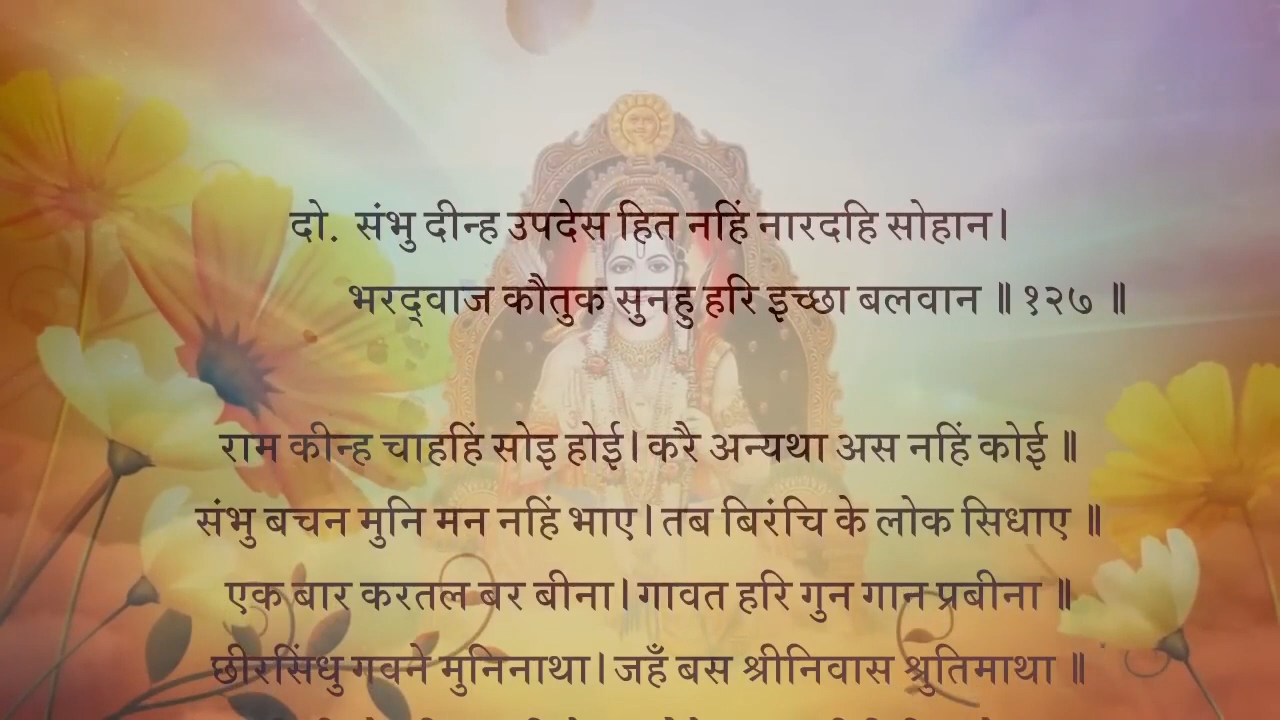 दो. संभु दीन्ह उपदेस हित नहिं नारदहि सोहान।
भरद्वाज कौतुक सुनहु हरि इच्छा बलवान ॥ १२७ ॥
राम कीन्ह चाहहिं सोइ होई। करै अन्यथा अस नहिं कोई ॥
संभु बचन मुनि मन नहिं भाए। तब बिरंचि के लोक सिधाए ॥
एक बार करतल बर बीना। गावत हरि गुन गान प्रबीना ॥
छीरसिंधु गवने मुनिनाथा। जहँ बस श्रीनिवास श्रुतिमाथा ॥